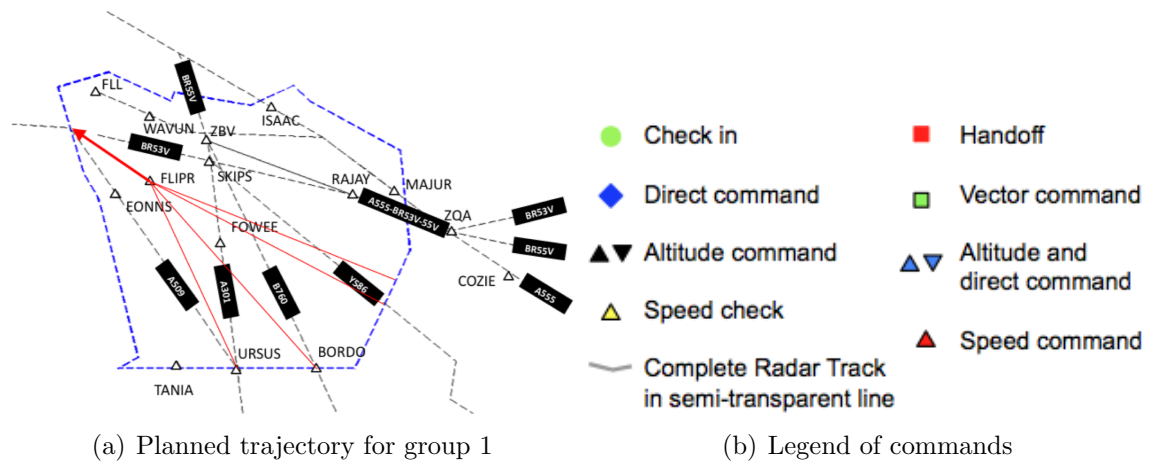 BR55V
FLL
ISAAC
WAVUN
ZBV
BR53V
SKIPS
RAJAY
MAJUR
FLIPR
EONNS
A555-BR53V-55V
ZQA
BR53V
FOWEE
BR55V
COZIE
A555
A509
A301
B760
Y586
URSUS
BORDO
TANIA
Check in
Handoff
Direct command
Vector command
Altitude command
Altitude and
direct command
Speed check
Speed command
Complete Radar Track
in semi-transparent line
(a) Planned trajectory for group 1
(b) Legend of commands